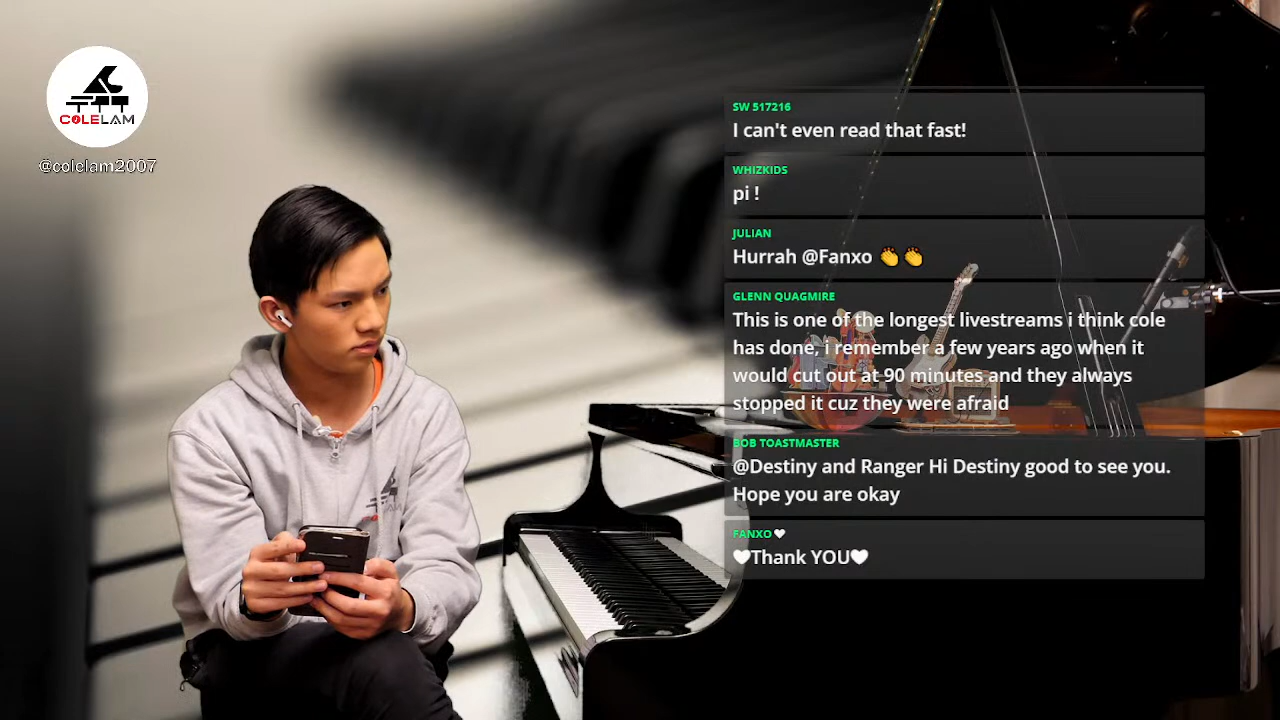 COLELAM
@colelam2007
SW 517216
I can't even read that fast!
WHIZKIDS
pi !
JULIAN
Hurrah @Fanxo 👏👏
GLENN QUAGMIRE
This is one of the longest livestreams i think cole
has done, i remember a few years ago when it
would cut out at 90 minutes and they always
stopped it cuz they were afraid
BOB TOASTMASTER
@Destiny and Ranger Hi Destiny good to see you.
Hope you are okay
FANXO🤍
🤍Thank YOU🤍